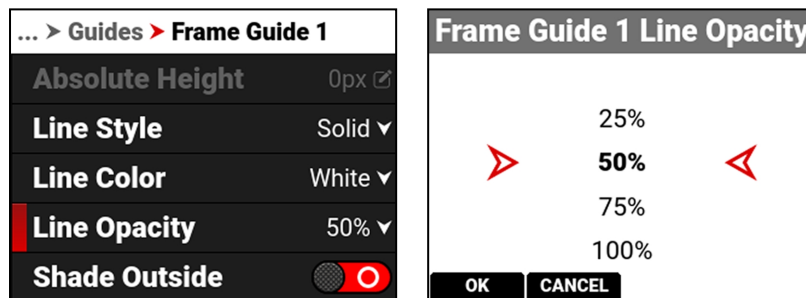 ... > Guides > Frame Guide 1
Absolute Height 0px
Line Style Solid
Line Color White
Line Opacity 50%
Shade Outside
Frame Guide 1 Line Opacity
25%
50%
75%
100%
OK CANCEL